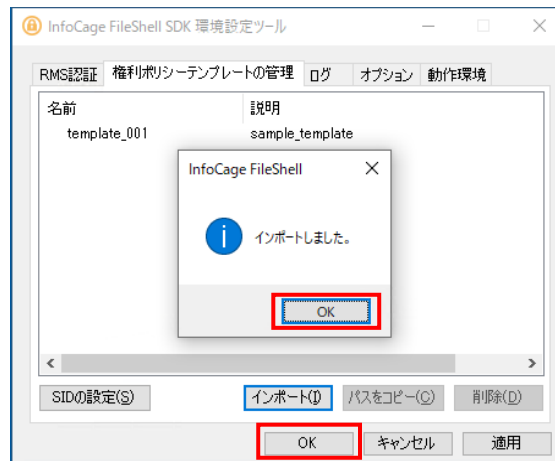 InfoCage FileShell SDK 環境設定ツール
RMS認証 権利ポリシーテンプレートの管理 ログ オプション 動作環境
名前 説明
template_001 sample_template
InfoCage FileShell
インポートしました。
OK
SIDの設定(S) インポート(I) パスをコピー(C) 削除(D)
OK キャンセル 適用